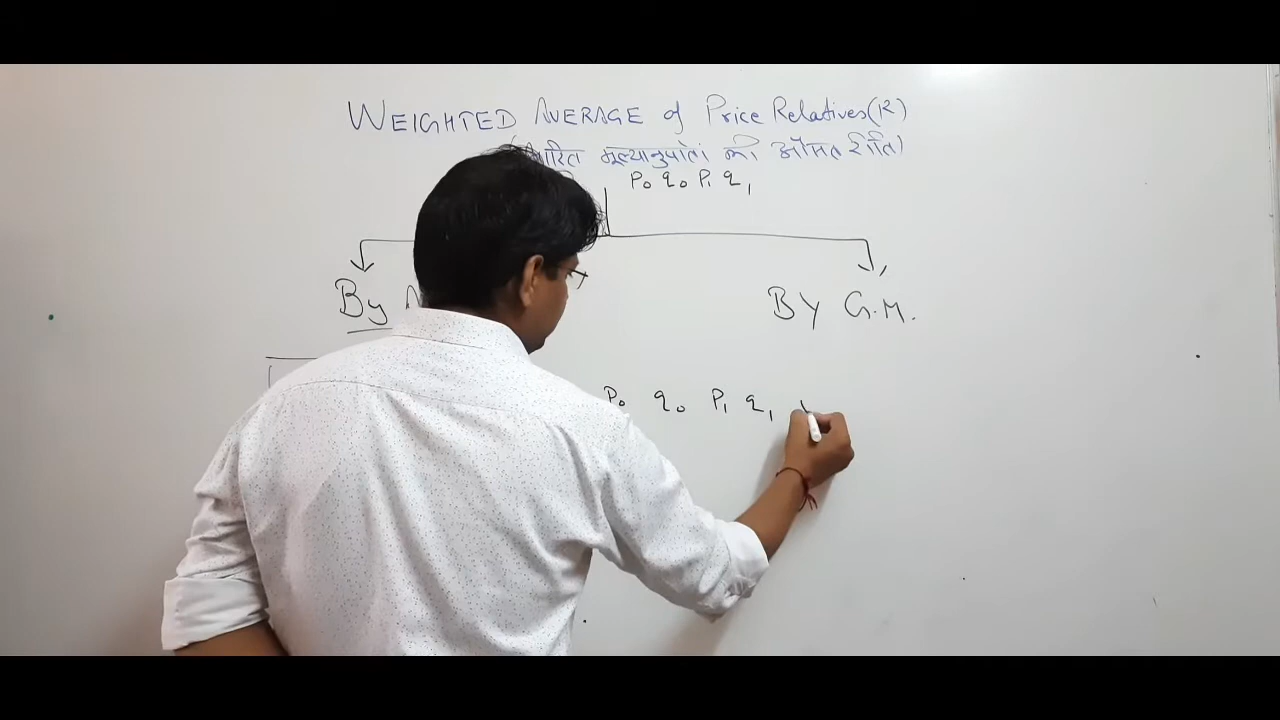 WEIGHTED AVERAGE of Price Relatives (R)
मूल्यानुपातों की औसत रीति)
P₀ q₀ P₁ q₁
By
BY G.M.
P₀ q₀ P₁ q₁